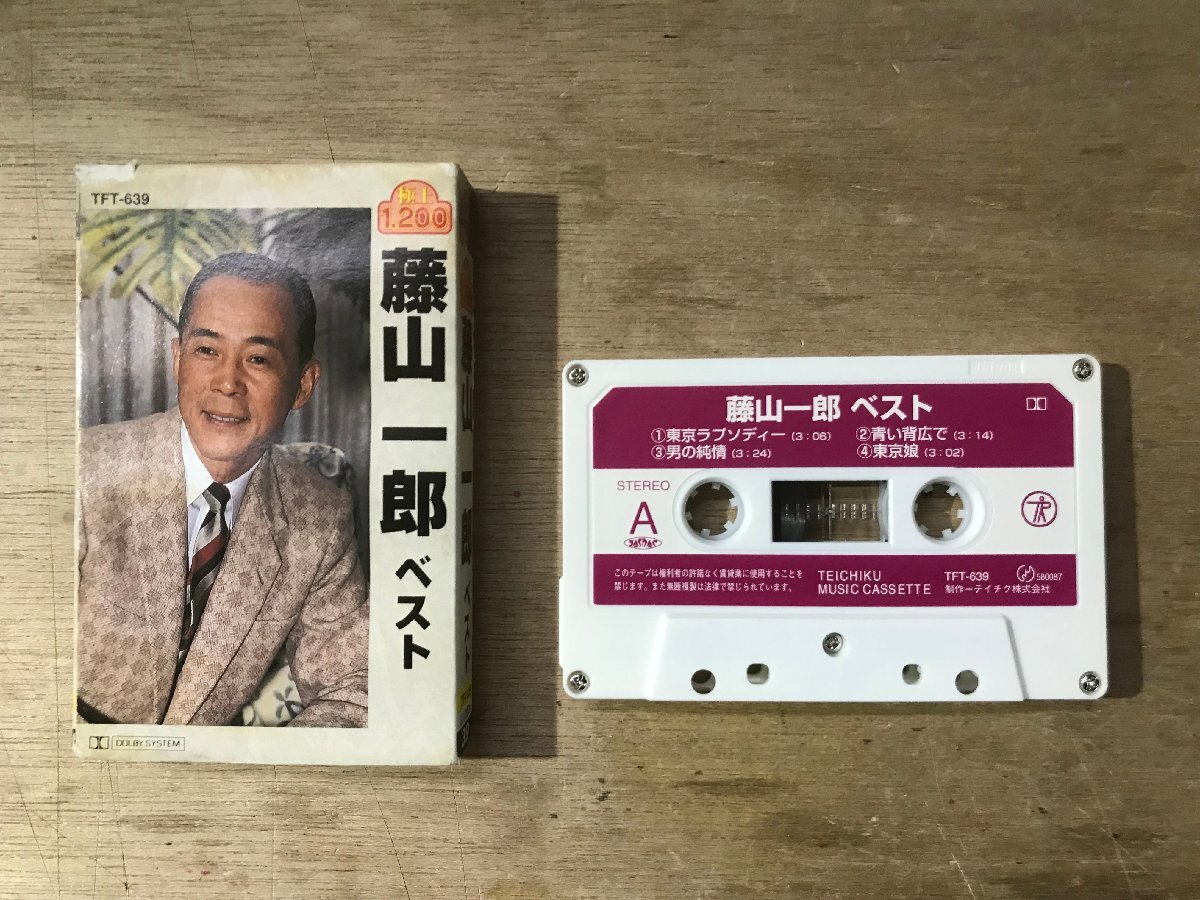 TFT-639
極上
1,200
藤山一郎 ベスト
DOLBY SYSTEM
藤山一郎 ベスト
藤山一郎 ベスト
①東京ラプソディー (3:06) ②青い背広で (3:14)
③男の純情 (3:24) ④東京娘 (3:02)
STEREO
A
JASRAC
このテープは権利者の許諾なく賃貸業に使用することを
禁じます。また無断複製は法律で禁じられています。
TEICHIKU
MUSIC CASSETTE
TFT-639 580087
制作ーテイチク株式会社